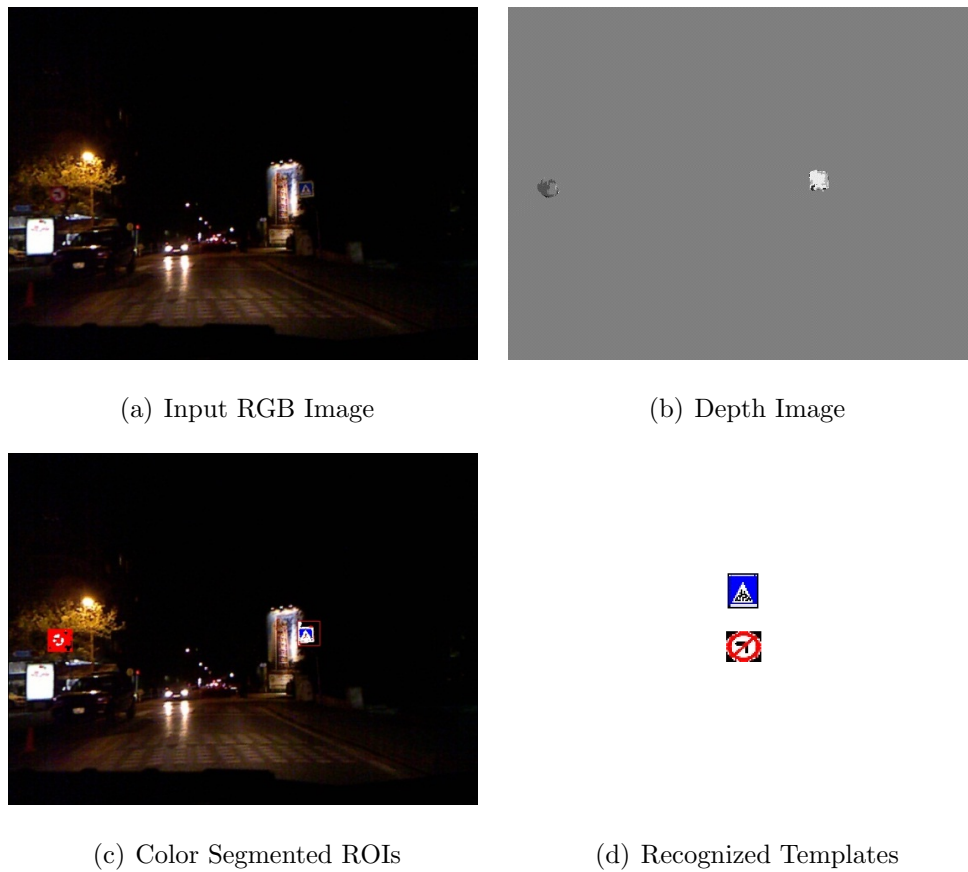 (a) Input RGB Image
(b) Depth Image
(c) Color Segmented ROIs
(d) Recognized Templates